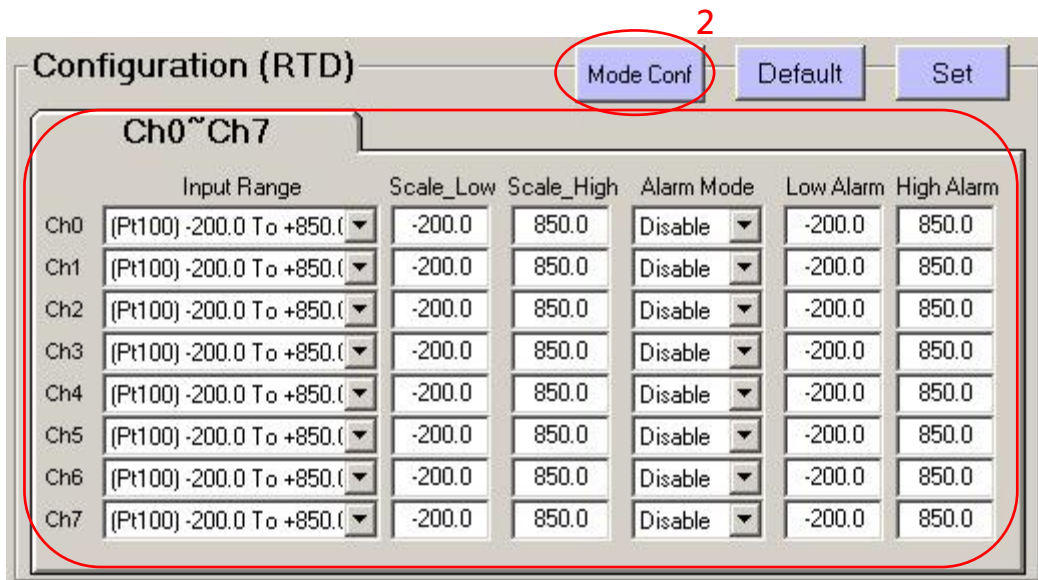 2
Configuration (RTD) Mode Conf Default Set
Ch0~Ch7
Input Range Scale_Low Scale_High Alarm Mode Low Alarm High Alarm
Ch0 (Pt100) -200.0 To +850.( -200.0 850.0 Disable -200.0 850.0
Ch1 (Pt100) -200.0 To +850.( -200.0 850.0 Disable -200.0 850.0
Ch2 (Pt100) -200.0 To +850.( -200.0 850.0 Disable -200.0 850.0
Ch3 (Pt100) -200.0 To +850.( -200.0 850.0 Disable -200.0 850.0
Ch4 (Pt100) -200.0 To +850.( -200.0 850.0 Disable -200.0 850.0
Ch5 (Pt100) -200.0 To +850.( -200.0 850.0 Disable -200.0 850.0
Ch6 (Pt100) -200.0 To +850.( -200.0 850.0 Disable -200.0 850.0
Ch7 (Pt100) -200.0 To +850.( -200.0 850.0 Disable -200.0 850.0